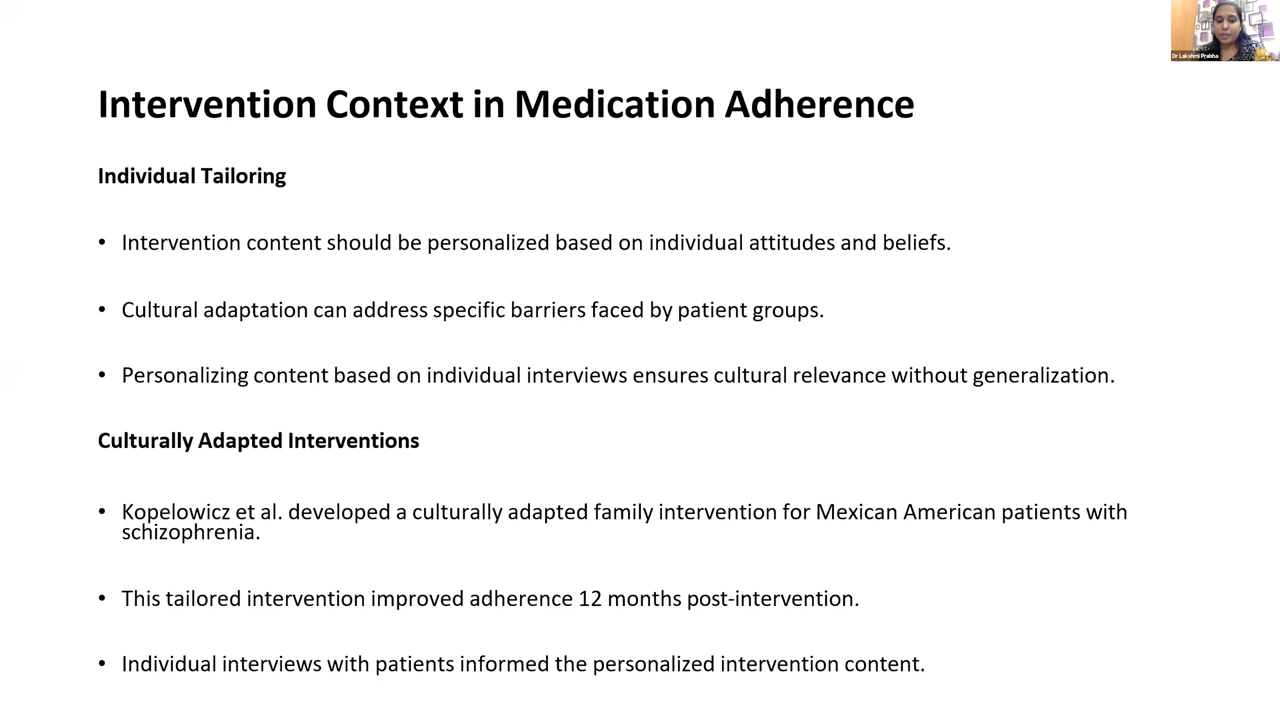 Dr Lakshmi Prabha
Intervention Context in Medication Adherence
Individual Tailoring
• Intervention content should be personalized based on individual attitudes and beliefs.
• Cultural adaptation can address specific barriers faced by patient groups.
• Personalizing content based on individual interviews ensures cultural relevance without generalization.
Culturally Adapted Interventions
• Kopelowicz et al. developed a culturally adapted family intervention for Mexican American patients with
schizophrenia.
• This tailored intervention improved adherence 12 months post-intervention.
• Individual interviews with patients informed the personalized intervention content.